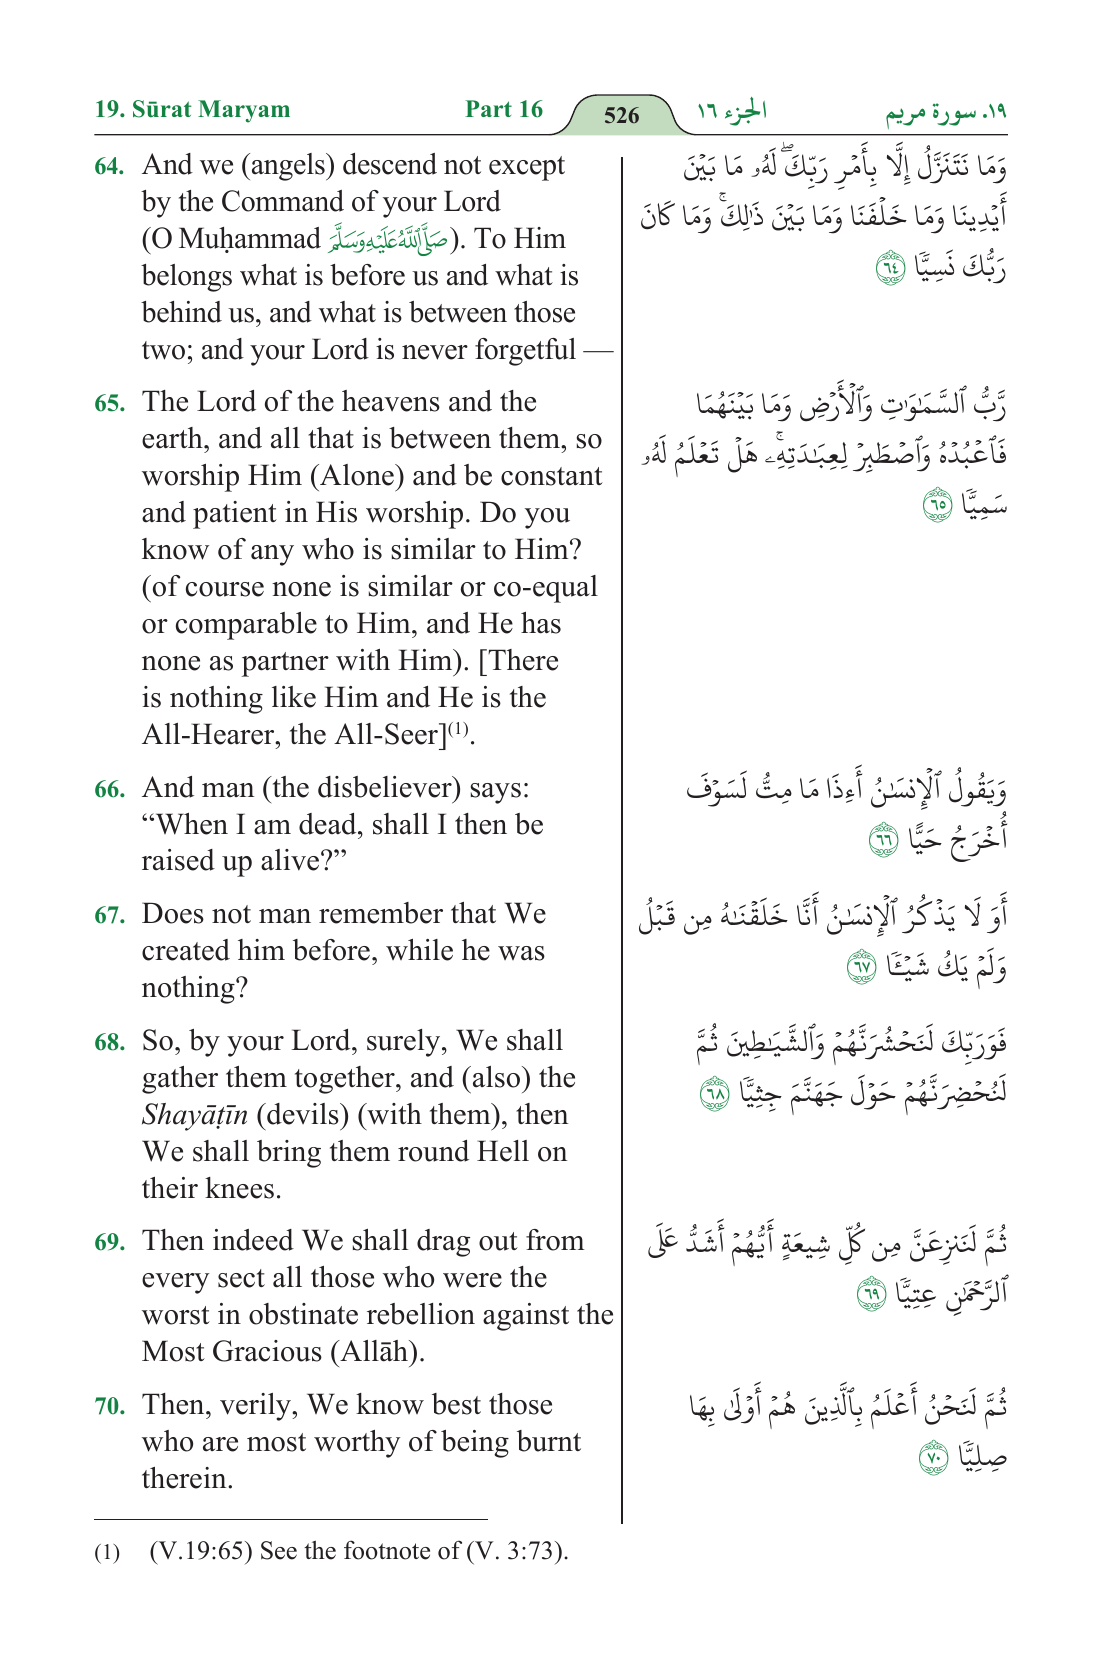 19. Sūrat Maryam Part 16 526 الجزء ١٦ ١٩. سورة مريم
64. And we (angels) descend not except
by the Command of your Lord
(O Muḥammad صَلَّى اللَّهُ عَلَيْهِ وَسَلَّمَ). To Him
belongs what is before us and what is
behind us, and what is between those
two; and your Lord is never forgetful —
وَمَا نَتَنَزَّلُ إِلَّا بِأَمْرِ رَبِّكَۖ لَهُۥ مَا بَيْنَ
أَيْدِينَا وَمَا خَلْفَنَا وَمَا بَيْنَ ذَٰلِكَۚ وَمَا كَانَ
رَبُّكَ نَسِيًّا ٦٤
65. The Lord of the heavens and the
earth, and all that is between them, so
worship Him (Alone) and be constant
and patient in His worship. Do you
know of any who is similar to Him?
(of course none is similar or co-equal
or comparable to Him, and He has
none as partner with Him). [There
is nothing like Him and He is the
All-Hearer, the All-Seer](1).
رَّبُّ ٱلسَّمَٰوَٰتِ وَٱلْأَرْضِ وَمَا بَيْنَهُمَا
فَٱعْبُدْهُ وَٱصْطَبِرْ لِعِبَٰدَتِهِۦۚ هَلْ تَعْلَمُ لَهُۥ
سَمِيًّا ٦٥
66. And man (the disbeliever) says:
“When I am dead, shall I then be
raised up alive?”
وَيَقُولُ ٱلْإِنسَٰنُ أَءِذَا مَا مِتُّ لَسَوْفَ
أُخْرَجُ حَيًّا ٦٦
67. Does not man remember that We
created him before, while he was
nothing?
أَوَ لَا يَذْكُرُ ٱلْإِنسَٰنُ أَنَّا خَلَقْنَٰهُ مِن قَبْلُ
وَلَمْ يَكُ شَيْـًٔا ٦٧
68. So, by your Lord, surely, We shall
gather them together, and (also) the
Shayāṭīn (devils) (with them), then
We shall bring them round Hell on
their knees.
فَوَرَبِّكَ لَنَحْشُرَنَّهُمْ وَٱلشَّيَٰطِينَ ثُمَّ
لَنُحْضِرَنَّهُمْ حَوْلَ جَهَنَّمَ جِثِيًّا ٦٨
69. Then indeed We shall drag out from
every sect all those who were the
worst in obstinate rebellion against the
Most Gracious (Allāh).
ثُمَّ لَنَنزِعَنَّ مِن كُلِّ شِيعَةٍ أَيُّهُمْ أَشَدُّ عَلَى
ٱلرَّحْمَٰنِ عِتِيًّا ٦٩
70. Then, verily, We know best those
who are most worthy of being burnt
therein.
ثُمَّ لَنَحْنُ أَعْلَمُ بِٱلَّذِينَ هُمْ أَوْلَىٰ بِهَا
صِلِيًّا ٧٠
(1) (V.19:65) See the footnote of (V. 3:73).